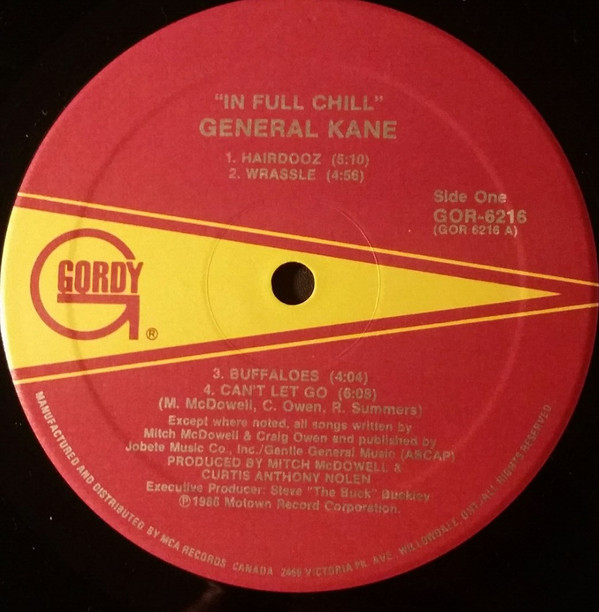 "IN FULL CHILL"
GENERAL KANE
1. HAIRDOOZ (5:10)
2. WRASSLE (4:56)
Side One
GOR-6216
(GOR 6216 A)
GORDY
®
3. BUFFALOES (4:04)
4. CAN'T LET GO (5:08)
(M. McDowell, C. Owen, R. Summers)
Except where noted, all songs written by
Mitch McDowell & Craig Owen and published by
Jobete Music Co., Inc./Gentle General Music (ASCAP)
PRODUCED BY MITCH McDOWELL &
CURTIS ANTHONY NOLEN
Executive Producer: Steve "The Buck" Buckley
℗1986 Motown Record Corporation.
MANUFACTURED AND DISTRIBUTED BY MCA RECORDS CANADA 2450 VICTORIA PK. AVE. WILLOWDALE, ONT. ALL RIGHTS RESERVED